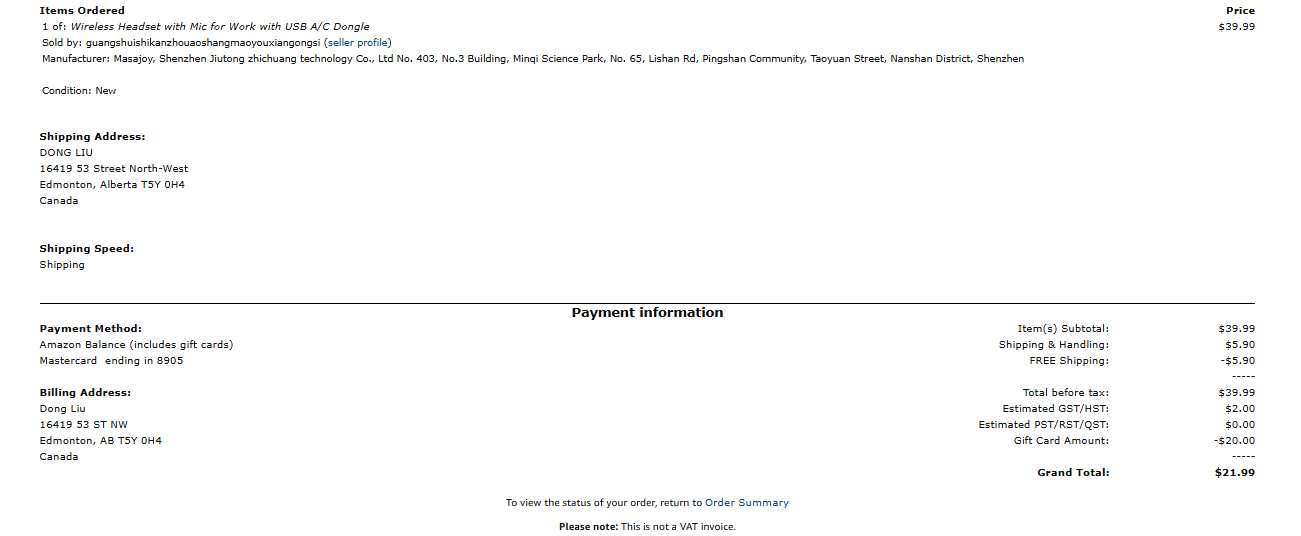 Items Ordered Price
1 of: Wireless Headset with Mic for Work with USB A/C Dongle $39.99
Sold by: guangshuishikanzhouaoshangmaoyouxiangongsi (seller profile)
Manufacturer: Masajoy, Shenzhen Jiutong zhichuang technology Co., Ltd No. 403, No.3 Building, Minqi Science Park, No. 65, Lishan Rd, Pingshan Community, Taoyuan Street, Nanshan District, Shenzhen
Condition: New
Shipping Address:
DONG LIU
16419 53 Street North-West
Edmonton, Alberta T5Y 0H4
Canada
Shipping Speed:
Shipping
Payment information
Payment Method: Item(s) Subtotal: $39.99
Amazon Balance (includes gift cards) Shipping & Handling: $5.90
Mastercard ending in 8905 FREE Shipping: -$5.90
-----
Billing Address: Total before tax: $39.99
Dong Liu Estimated GST/HST: $2.00
16419 53 ST NW Estimated PST/RST/QST: $0.00
Edmonton, AB T5Y 0H4 Gift Card Amount: -$20.00
Canada -----
Grand Total: $21.99
To view the status of your order, return to Order Summary
Please note: This is not a VAT invoice.